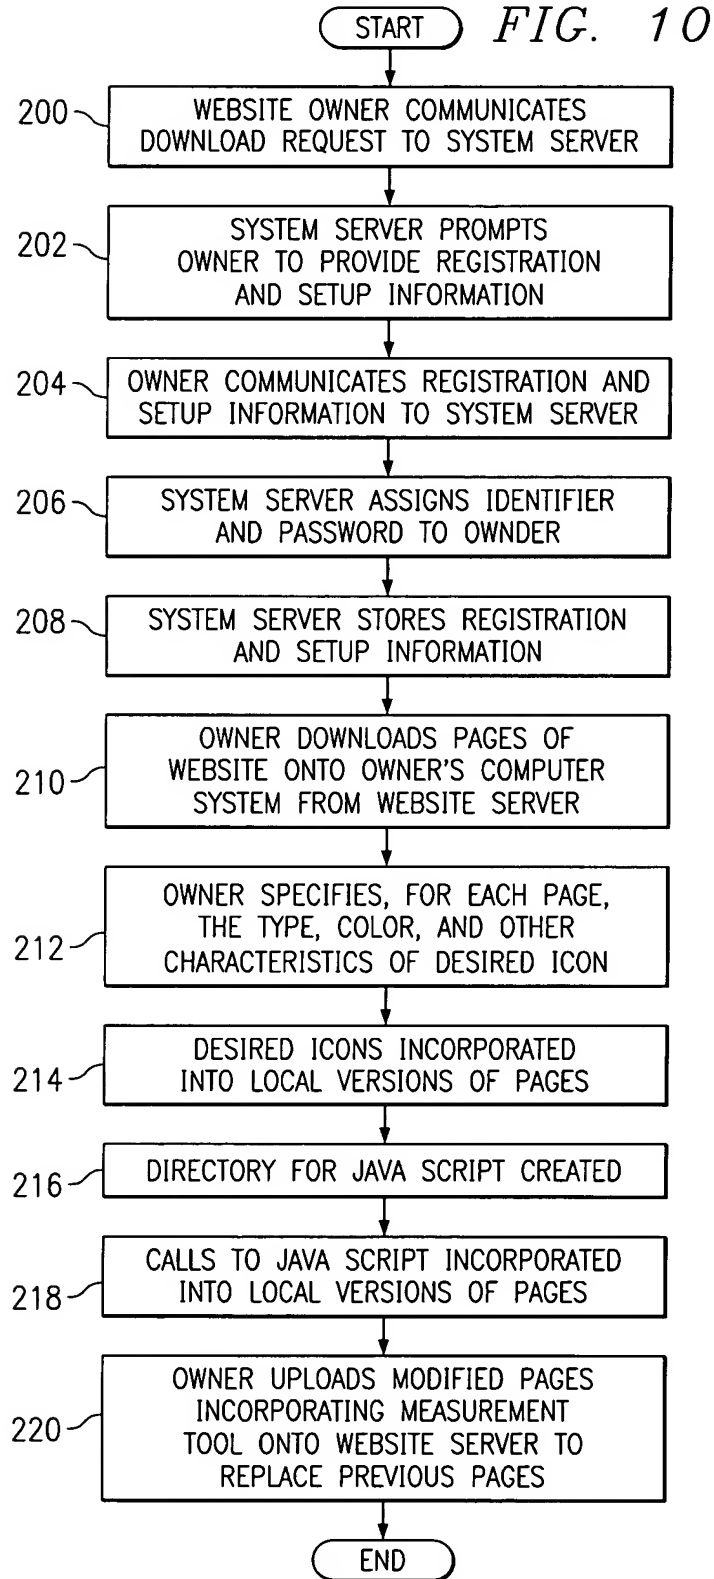 START
FIG. 10
200
WEBSITE OWNER COMMUNICATES
DOWNLOAD REQUEST TO SYSTEM SERVER
202
SYSTEM SERVER PROMPTS
OWNER TO PROVIDE REGISTRATION
AND SETUP INFORMATION
204
OWNER COMMUNICATES REGISTRATION AND
SETUP INFORMATION TO SYSTEM SERVER
206
SYSTEM SERVER ASSIGNS IDENTIFIER
AND PASSWORD TO OWNDER
208
SYSTEM SERVER STORES REGISTRATION
AND SETUP INFORMATION
210
OWNER DOWNLOADS PAGES OF
WEBSITE ONTO OWNER'S COMPUTER
SYSTEM FROM WEBSITE SERVER
212
OWNER SPECIFIES, FOR EACH PAGE,
THE TYPE, COLOR, AND OTHER
CHARACTERISTICS OF DESIRED ICON
214
DESIRED ICONS INCORPORATED
INTO LOCAL VERSIONS OF PAGES
216
DIRECTORY FOR JAVA SCRIPT CREATED
218
CALLS TO JAVA SCRIPT INCORPORATED
INTO LOCAL VERSIONS OF PAGES
220
OWNER UPLOADS MODIFIED PAGES
INCORPORATING MEASUREMENT
TOOL ONTO WEBSITE SERVER TO
REPLACE PREVIOUS PAGES
END